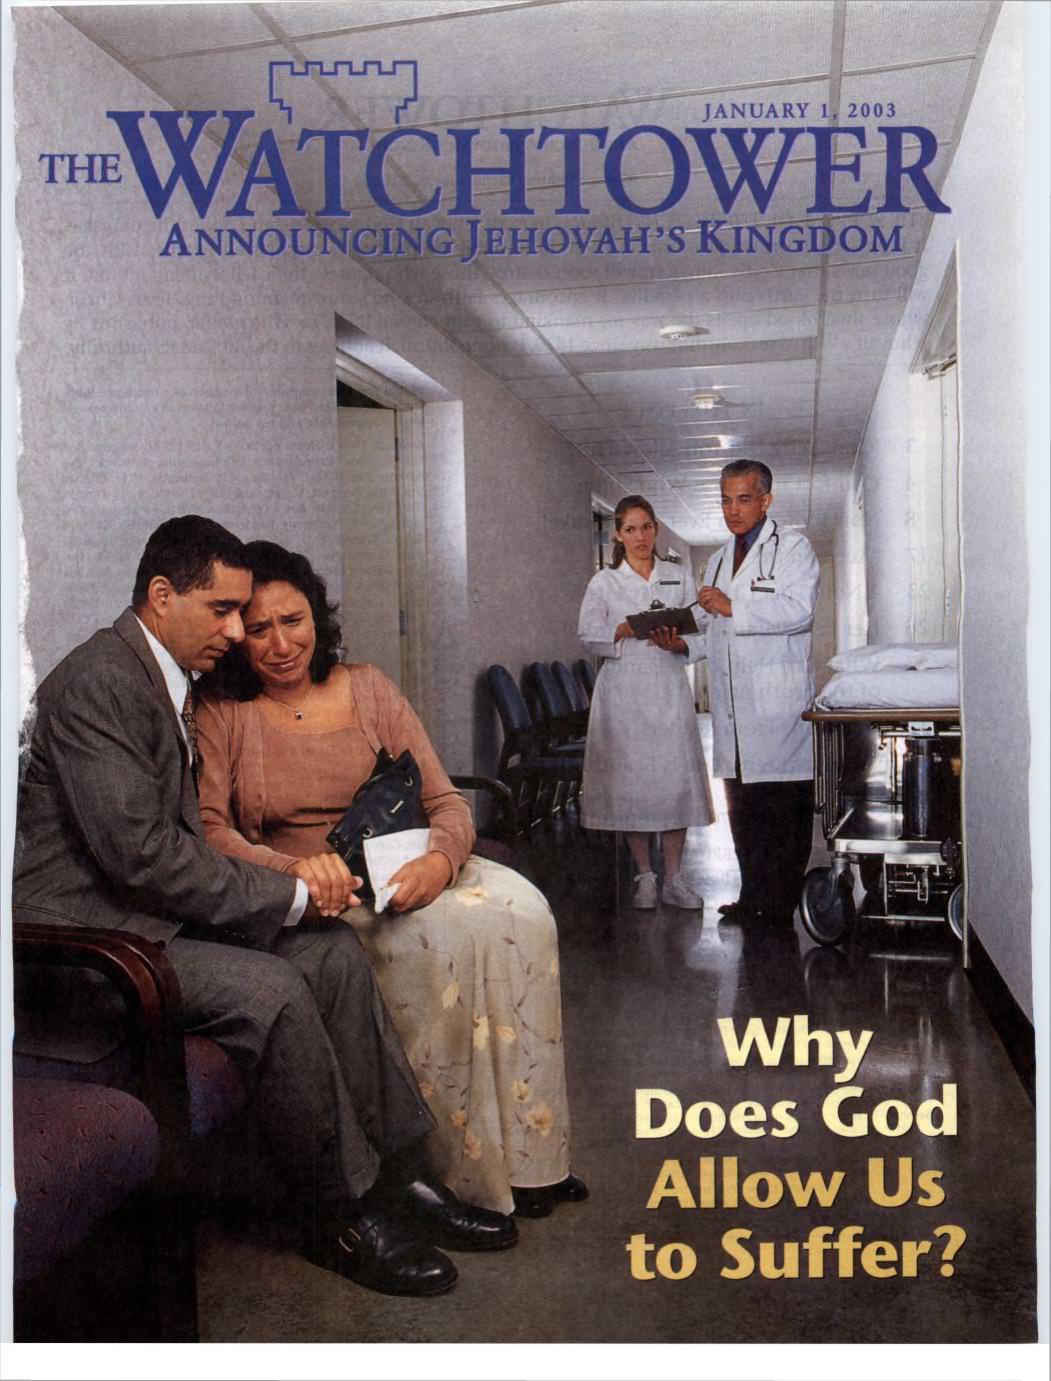 JANUARY 1, 2003
THE WATCHTOWER
ANNOUNCING JEHOVAH'S KINGDOM
Why
Does God
Allow Us
to Suffer?